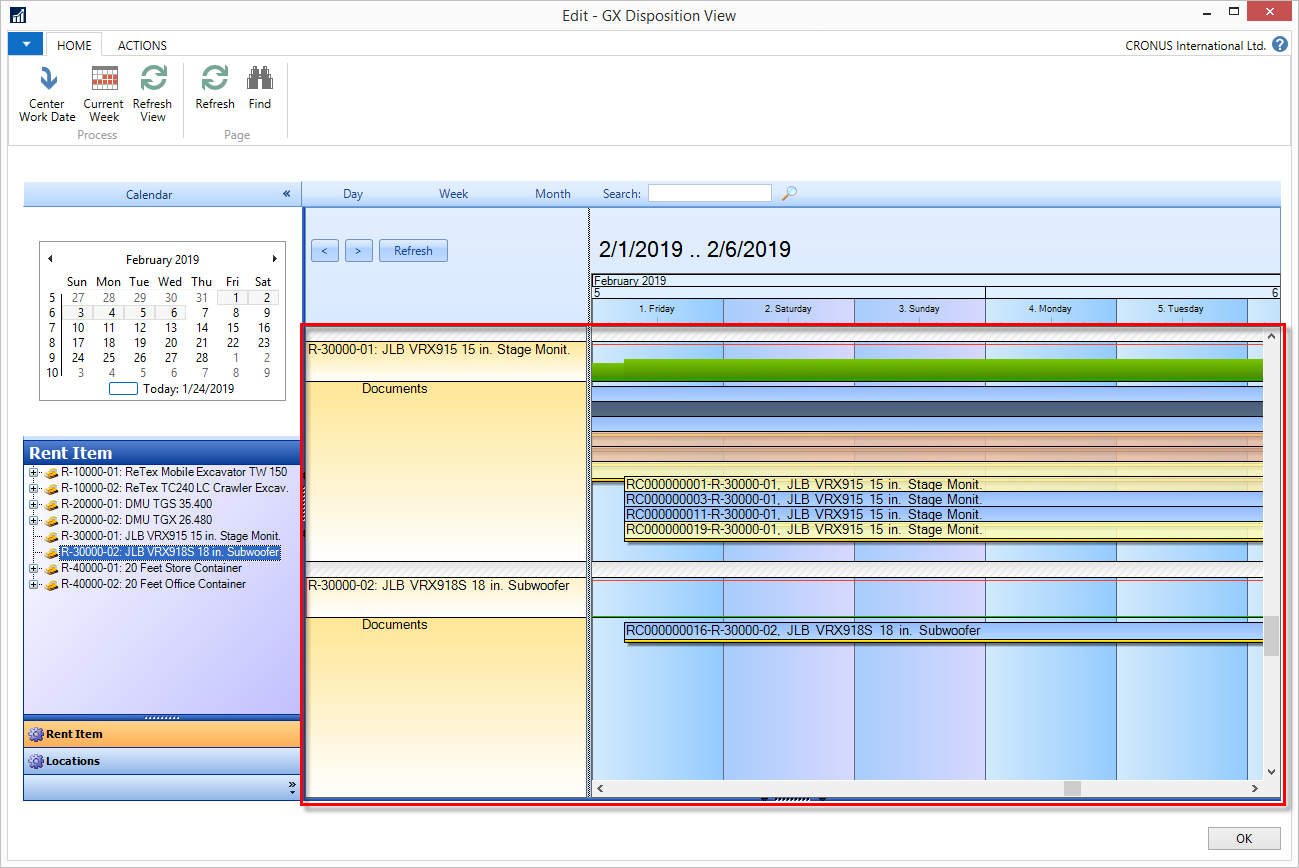 Edit - GX Disposition View
HOME ACTIONS CRONUS International Ltd. ?
Center Work Date
Current Week
Refresh View
Refresh
Find
Process
Page
Calendar «
Day Week Month Search:
February 2019
Sun Mon Tue Wed Thu Fri Sat
5 27 28 29 30 31 1 2
6 3 4 5 6 7 8 9
7 10 11 12 13 14 15 16
8 17 18 19 20 21 22 23
9 24 25 26 27 28 1 2
10 3 4 5 6 7 8 9
Today: 1/24/2019
< > Refresh
2/1/2019 .. 2/6/2019
February 2019
5 6
1. Friday 2. Saturday 3. Sunday 4. Monday 5. Tuesday
Rent Item
R-10000-01: ReTex Mobile Excavator TW 150
R-10000-02: ReTex TC240 LC Crawler Excav.
R-20000-01: DMU TGS 35.400
R-20000-02: DMU TGX 26.480
R-30000-01: JLB VRX915 15 in. Stage Monit.
R-30000-02: JLB VRX918S 18 in. Subwoofer
R-40000-01: 20 Feet Store Container
R-40000-02: 20 Feet Office Container
Rent Item
Locations
»
R-30000-01: JLB VRX915 15 in. Stage Monit.
Documents
RC000000001-R-30000-01, JLB VRX915 15 in. Stage Monit.
RC000000003-R-30000-01, JLB VRX915 15 in. Stage Monit.
RC000000011-R-30000-01, JLB VRX915 15 in. Stage Monit.
RC000000019-R-30000-01, JLB VRX915 15 in. Stage Monit.
R-30000-02: JLB VRX918S 18 in. Subwoofer
Documents
RC000000016-R-30000-02, JLB VRX918S 18 in. Subwoofer
OK